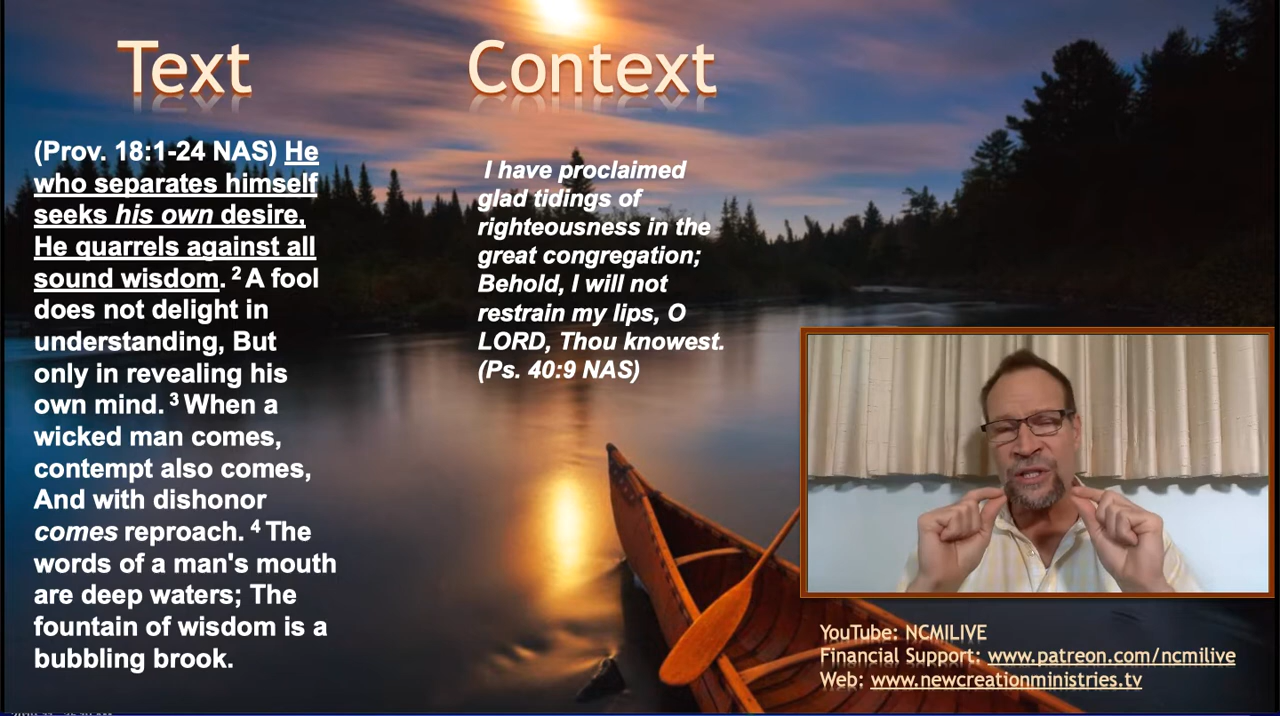 Text
(Prov. 18:1-24 NAS) He
who separates himself
seeks his own desire,
He quarrels against all
sound wisdom. 2 A fool
does not delight in
understanding, But
only in revealing his
own mind. 3 When a
wicked man comes,
contempt also comes,
And with dishonor
comes reproach. 4 The
words of a man's mouth
are deep waters; The
fountain of wisdom is a
bubbling brook.
Context
I have proclaimed
glad tidings of
righteousness in the
great congregation;
Behold, I will not
restrain my lips, O
LORD, Thou knowest.
(Ps. 40:9 NAS)
YouTube: NCMILIVE
Financial Support: www.patreon.com/ncmilive
Web: www.newcreationministries.tv